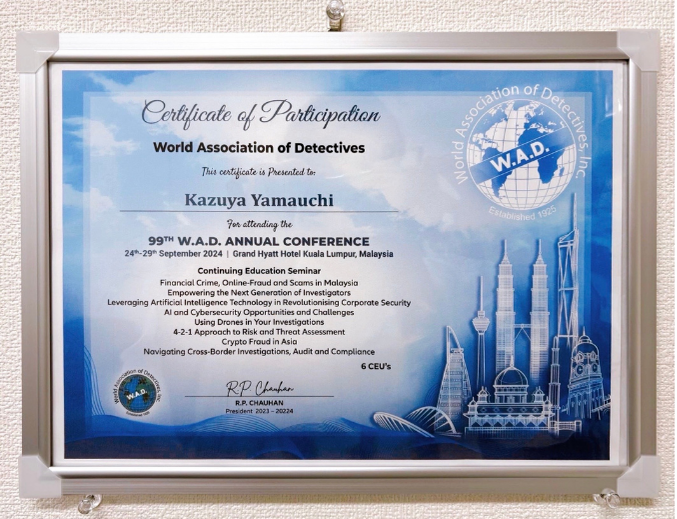 Certificate of Participation
World Association of Detectives
This certificate is Presented to:
Kazuya Yamauchi
For attending the
99TH W.A.D. ANNUAL CONFERENCE
24th-29th September 2024 | Grand Hyatt Hotel Kuala Lumpur, Malaysia
Continuing Education Seminar
Financial Crime, Online-Fraud and Scams in Malaysia
Empowering the Next Generation of Investigators
Leveraging Artificial Intelligence Technology in Revolutionising Corporate Security
AI and Cybersecurity Opportunities and Challenges
Using Drones in Your Investigations
4-2-1 Approach to Risk and Threat Assessment
Crypto Fraud in Asia
Navigating Cross-Border Investigations, Audit and Compliance
6 CEU's
R.P. Chauhan
R.P. CHAUHAN
President 2023 - 20224
World Association of Detectives, Inc
W.A.D.
Established 1925
World Association of Detectives, Inc
W.A.D.